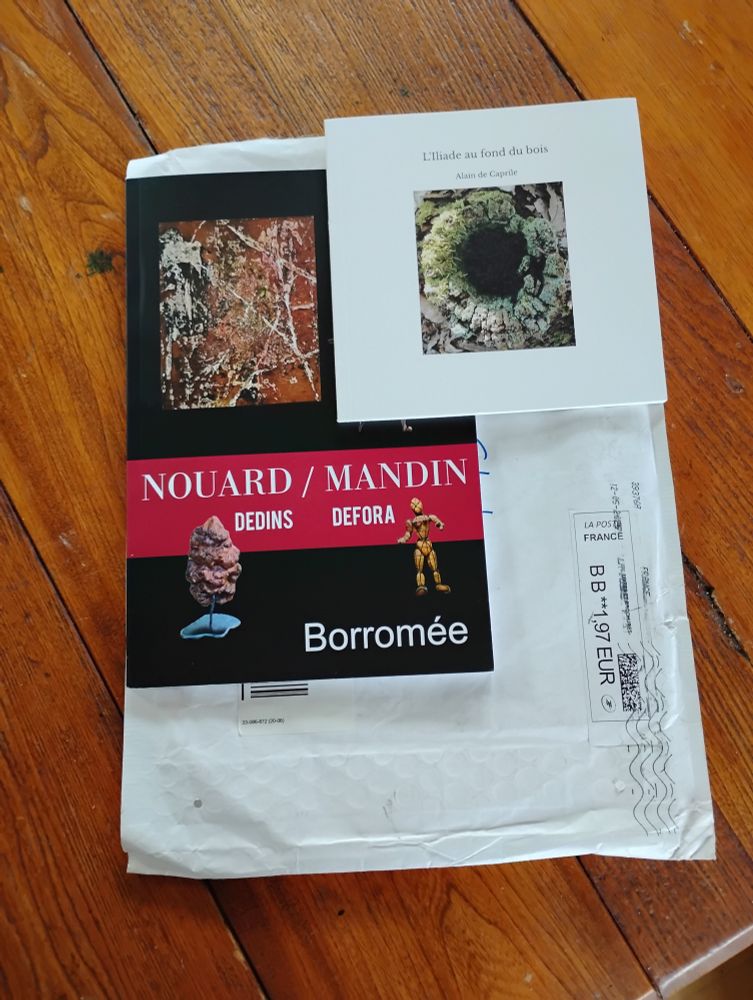 L'Iliade au fond du bois
Alain de Caprile
NOUARD / MANDIN
DEDINS DEFORA
Borromée
LA POSTE
FRANCE
BB **1,97 EUR
393769